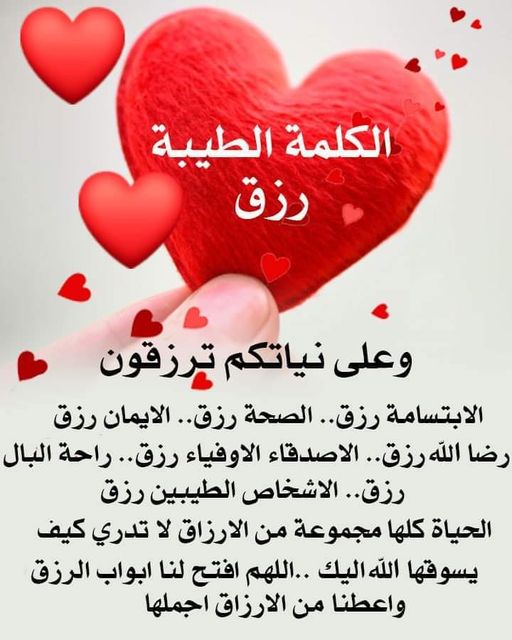 الكلمة الطيبة
رزق
وعلى نياتكم ترزقون
الابتسامة رزق.. الصحة رزق.. الايمان رزق
رضا الله رزق.. الاصدقاء الاوفياء رزق.. راحة البال
رزق.. الاشخاص الطيبين رزق
الحياة كلها مجموعة من الارزاق لا تدري كيف
يسوقها الله اليك ..اللهم افتح لنا ابواب الرزق
واعطنا من الارزاق اجملها